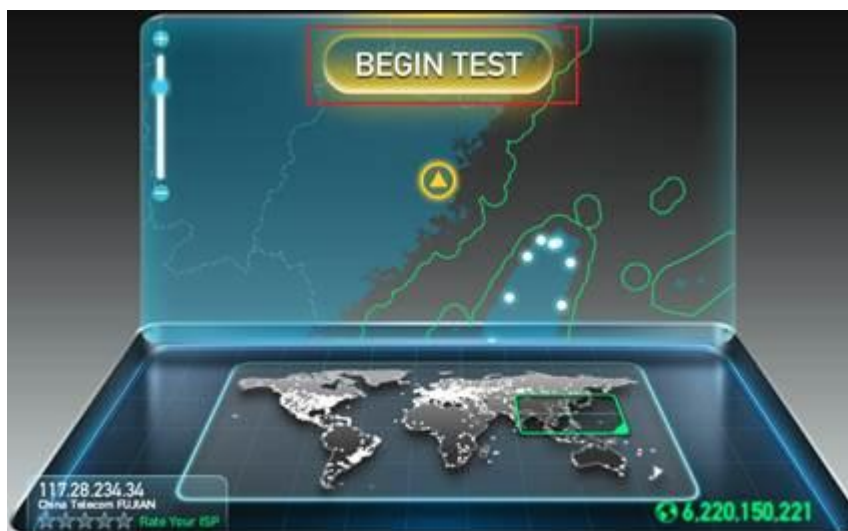 BEGIN TEST
117.28.234.34
China Telecom FUJIAN
Rate Your ISP
6,220,150,221